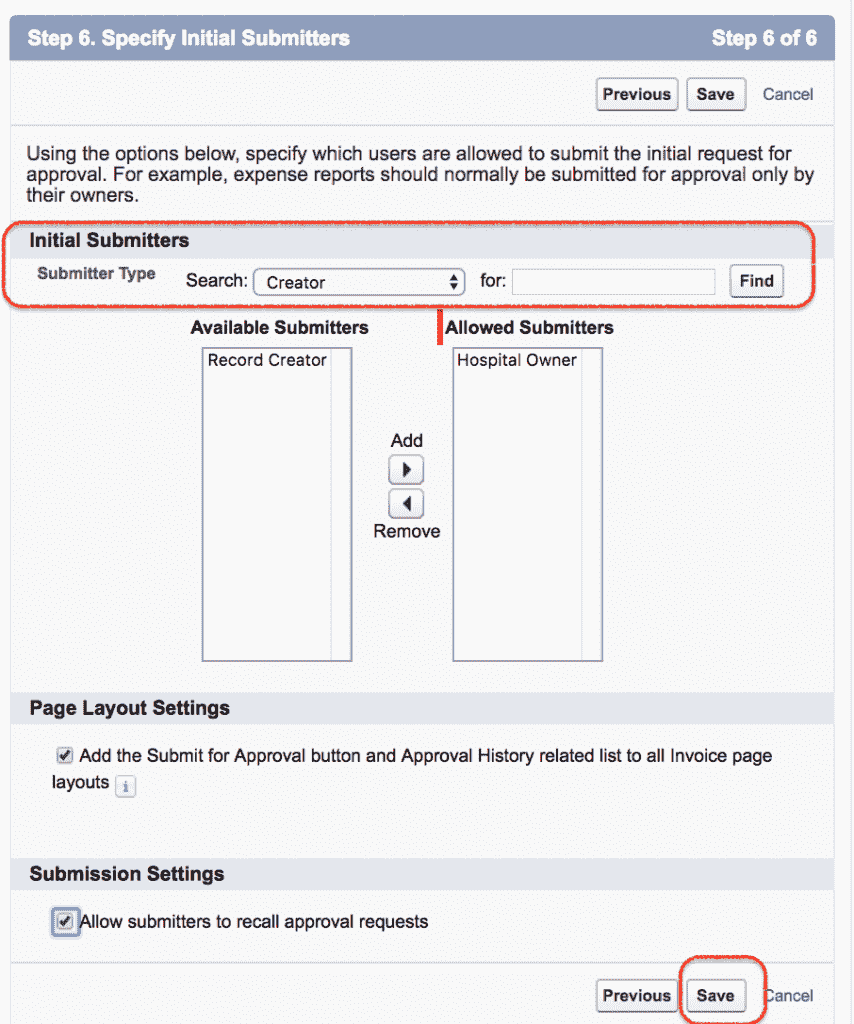 Step 6. Specify Initial Submitters Step 6 of 6
Previous Save Cancel
Using the options below, specify which users are allowed to submit the initial request for
approval. For example, expense reports should normally be submitted for approval only by
their owners.
Initial Submitters
Submitter Type Search: Creator for: Find
Available Submitters Allowed Submitters
Record Creator Hospital Owner
Add
Remove
Page Layout Settings
Add the Submit for Approval button and Approval History related list to all Invoice page
layouts i
Submission Settings
Allow submitters to recall approval requests
Previous Save Cancel